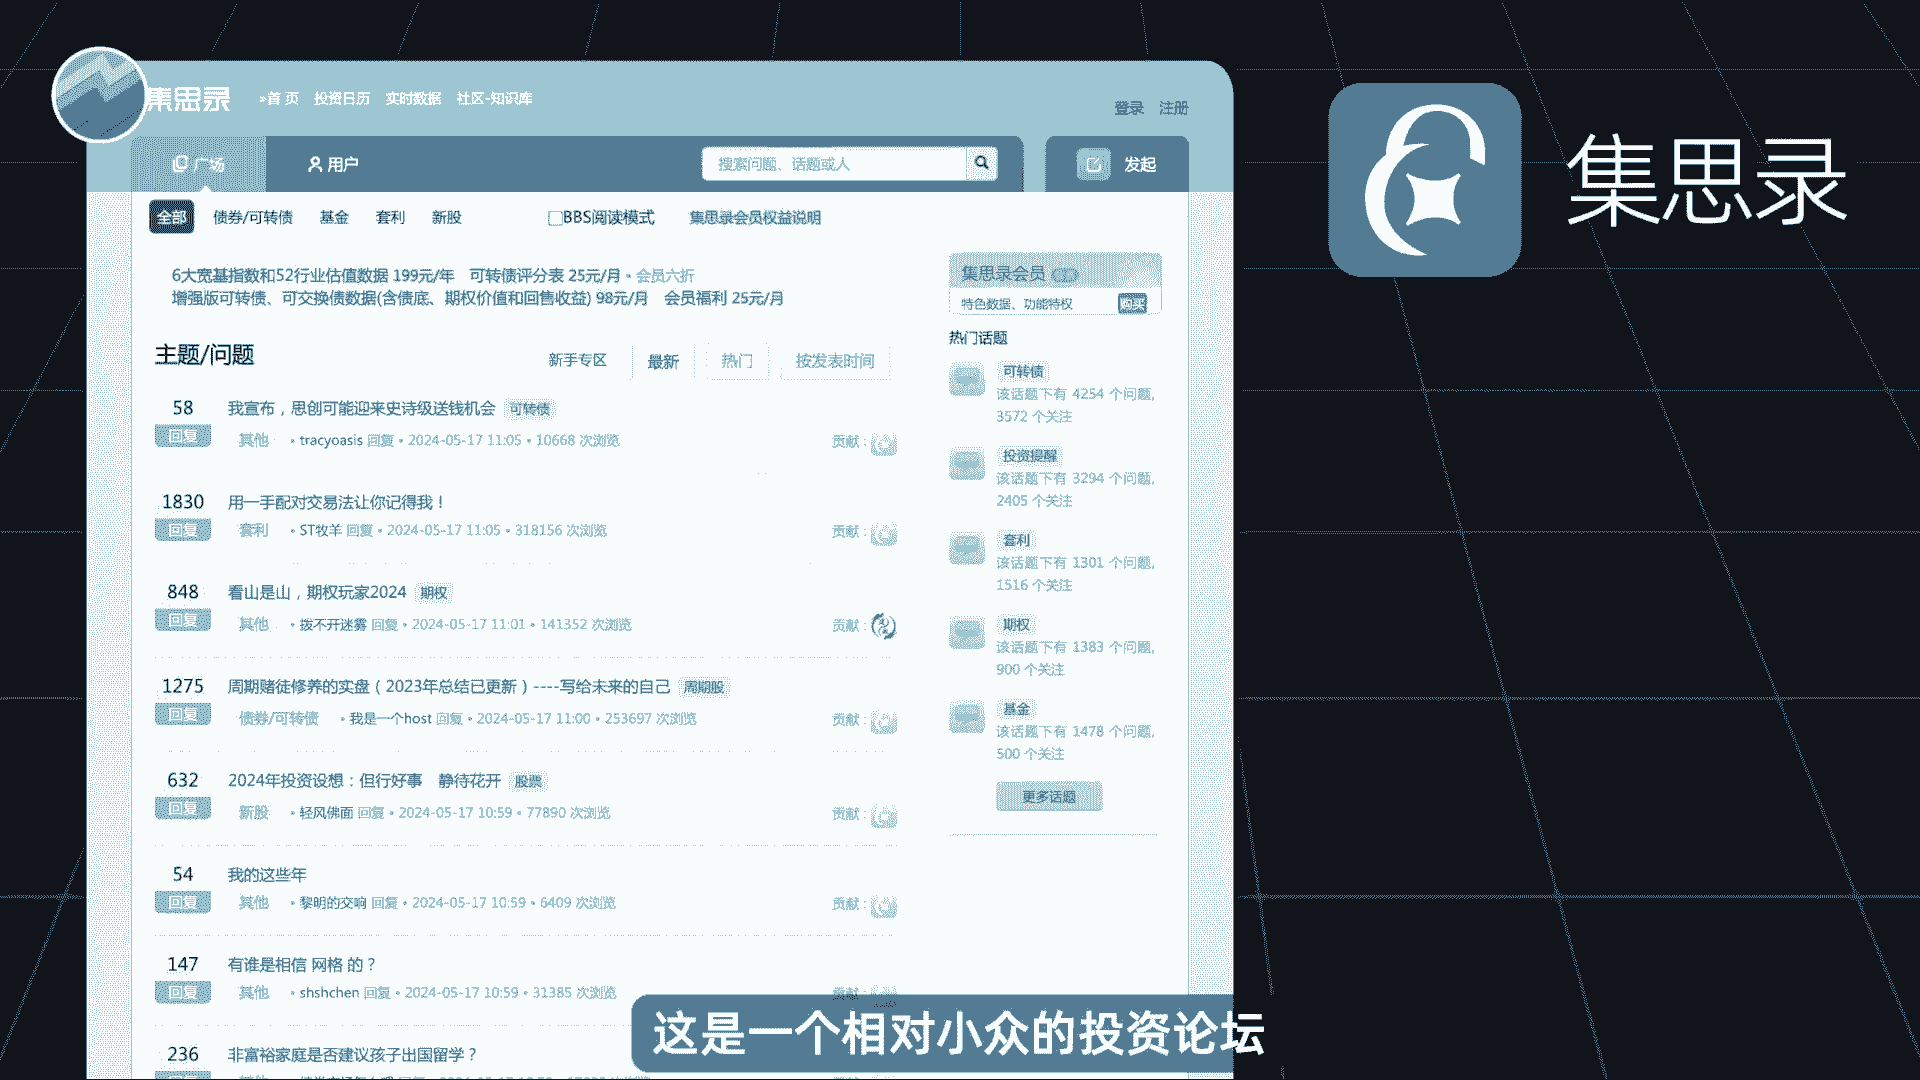 集思录
»首 页 投资日历 实时数据 社区-知识库
登录 注册
广场 用户
搜索问题、话题或人
发起
集思录
全部 债券/可转债 基金 套利 新股
BBS阅读模式 集思录会员权益说明
6大宽基指数和52行业估值数据 199元/年 可转债评分表 25元/月 · 会员六折
增强版可转债、可交换债数据(含债底、期权价值和回售收益) 98元/月 会员福利 25元/月
主题/问题
新手专区 最新 热门 按发表时间
58 我宣布，思创可能迎来史诗级送钱机会 可转债
回复 其他 • tracyoasis 回复 • 2024-05-17 11:05 • 10668 次浏览 贡献：
1830 用一手配对交易法让你记得我！
回复 套利 • ST牧羊 回复 • 2024-05-17 11:05 • 318156 次浏览 贡献：
848 看山是山，期权玩家2024 期权
回复 其他 • 拨不开迷雾 回复 • 2024-05-17 11:01 • 141352 次浏览 贡献：
1275 周期赌徒修养的实盘（2023年总结已更新）----写给未来的自己 周期股
回复 债券/可转债 • 我是一个host 回复 • 2024-05-17 11:00 • 253697 次浏览 贡献：
632 2024年投资设想：但行好事 静待花开 股票
回复 新股 • 轻风佛面 回复 • 2024-05-17 10:59 • 77890 次浏览 贡献：
54 我的这些年
回复 其他 • 黎明的交响 回复 • 2024-05-17 10:59 • 6409 次浏览 贡献：
147 有谁是相信 网格 的？
回复 其他 • shshchen 回复 • 2024-05-17 10:59 • 31385 次浏览 贡献
236 非富裕家庭是否建议孩子出国留学？
集思录会员
特色数据、功能特权 购买
热门话题
可转债
该话题下有 4254 个问题,
3572 个关注
投资提醒
该话题下有 3294 个问题,
2405 个关注
套利
该话题下有 1301 个问题,
1516 个关注
期权
该话题下有 1383 个问题,
900 个关注
基金
该话题下有 1478 个问题,
500 个关注
更多话题
这是一个相对小众的投资论坛